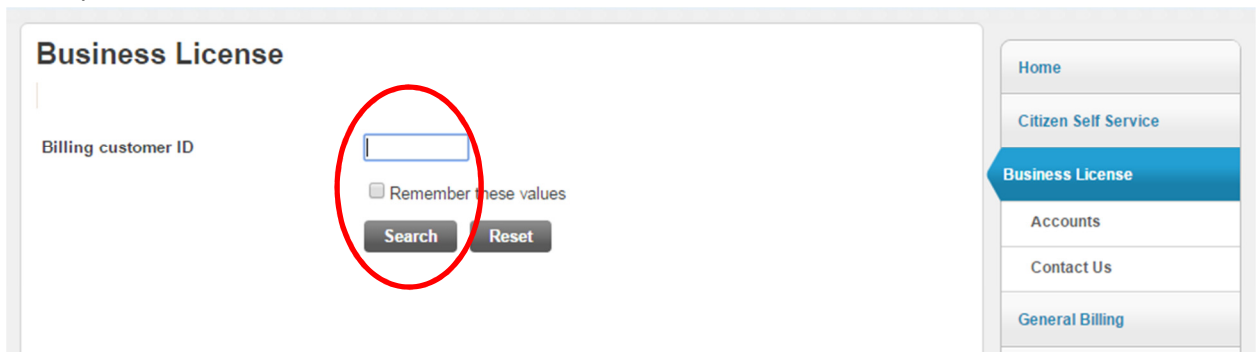 Business License
Billing customer ID
Remember these values
Search Reset
Home
Citizen Self Service
Business License
Accounts
Contact Us
General Billing